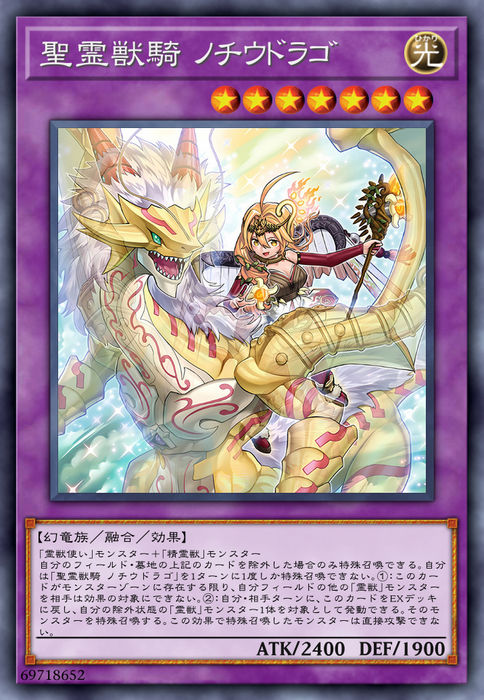 聖霊獣騎 ノチウドラゴ
ひかり
光
【幻竜族/融合/効果】
「霊獣使い」モンスター+「精霊獣」モンスター
自分のフィールド・墓地の上記のカードを除外した場合のみ特殊召喚できる。自分
は「聖霊獣騎 ノチウドラゴ」を1ターンに1度しか特殊召喚できない。①:このカー
ドがモンスターゾーンに存在する限り、自分フィールドの他の「霊獣」モンスター
を相手は効果の対象にできない。②:自分・相手ターンに、このカードをEXデッキ
に戻し、自分の除外状態の「霊獣」モンスター1体を対象として発動できる。そのモ
ンスターを特殊召喚する。この効果で特殊召喚したモンスターは直接攻撃できな
い。
ATK/2400 DEF/1900
69718652